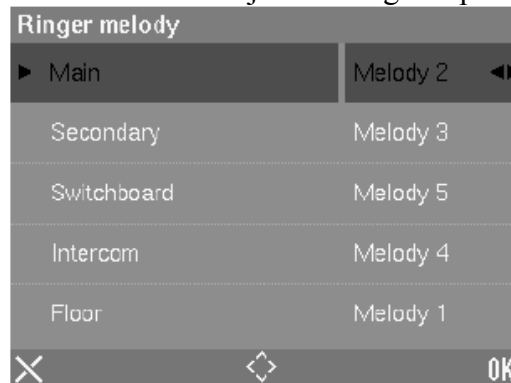 Ringer melody
Main Melody 2
Secondary Melody 3
Switchboard Melody 5
Intercom Melody 4
Floor Melody 1
OK